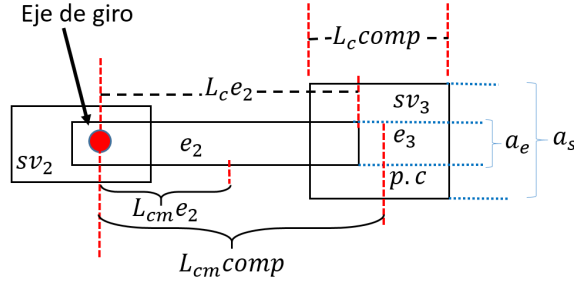 Eje de giro
L_c comp
L_c e_2
sv_3
e_2
e_3
a_e
a_s
sv_2
p.c
L_cm e_2
L_cm comp